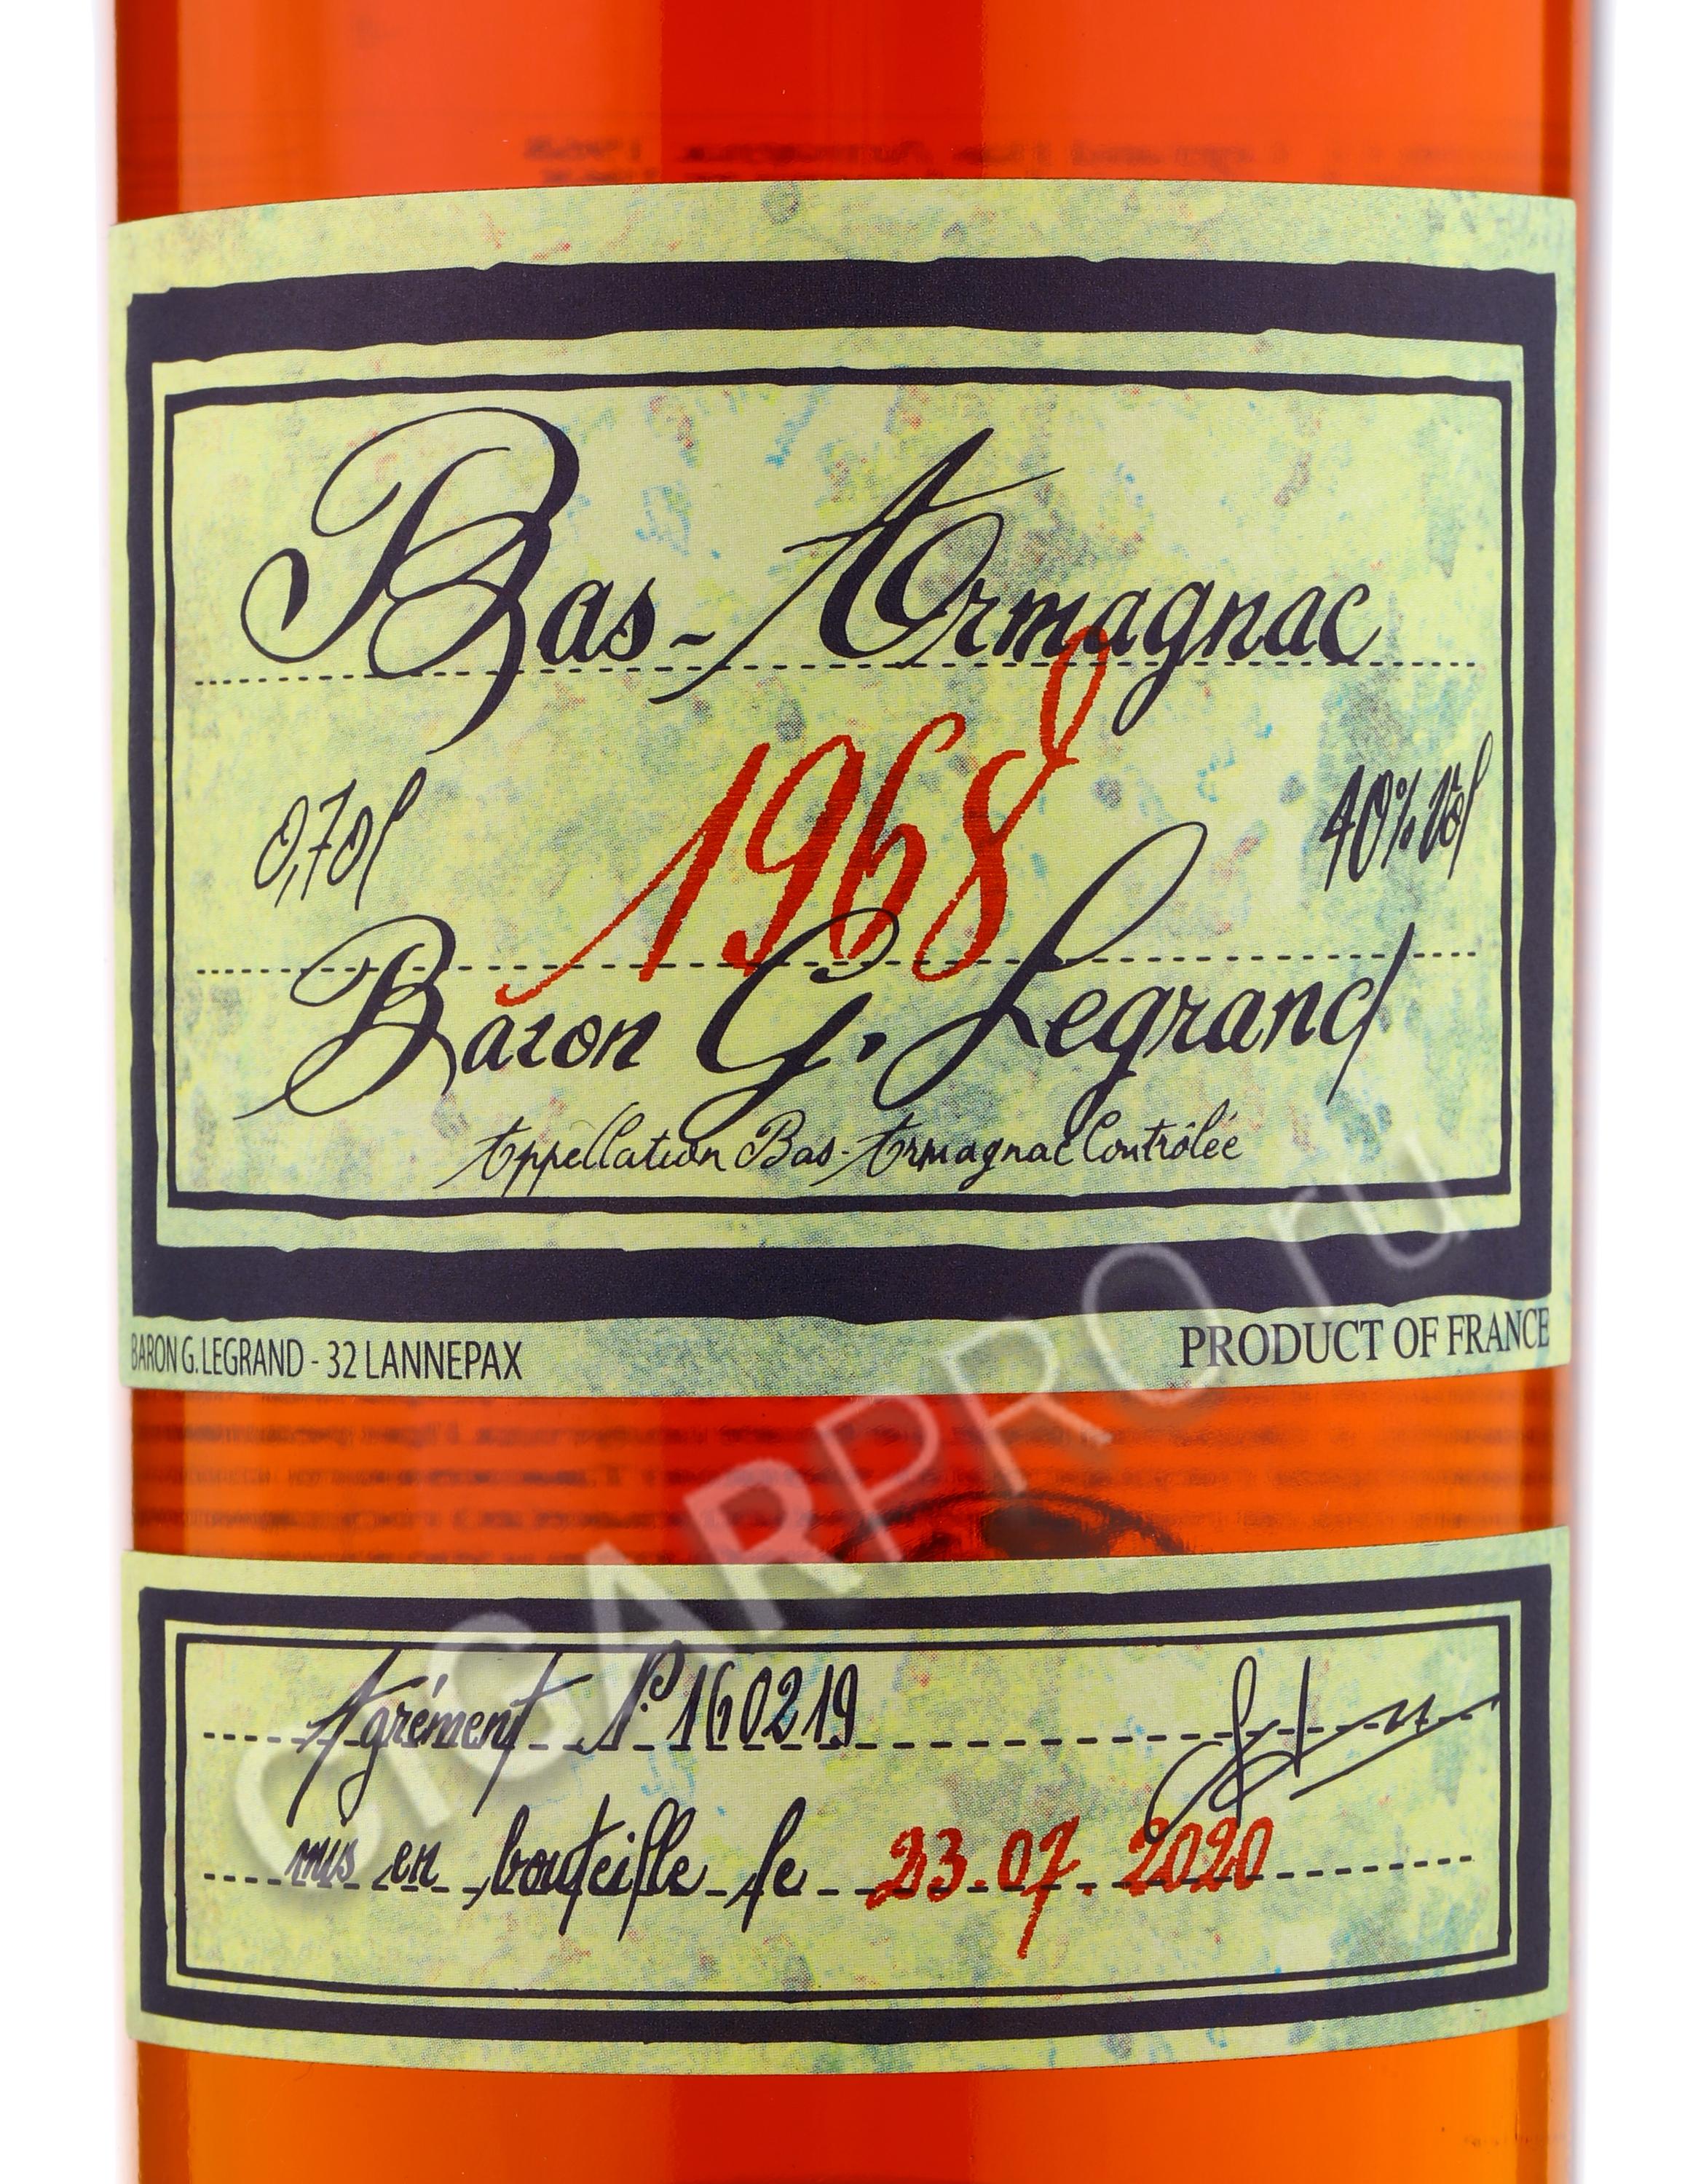 Bas-Armagnac
1968
0,70l
40% Vol
Baron G. Legrand
Appellation Bas-Armagnac Contrôlée
BARON G. LEGRAND - 32 LANNEPAX
PRODUCT OF FRANCE
Agrément N° 160219
mis en bouteille le 23.07.2020
CIGARPRO.ru